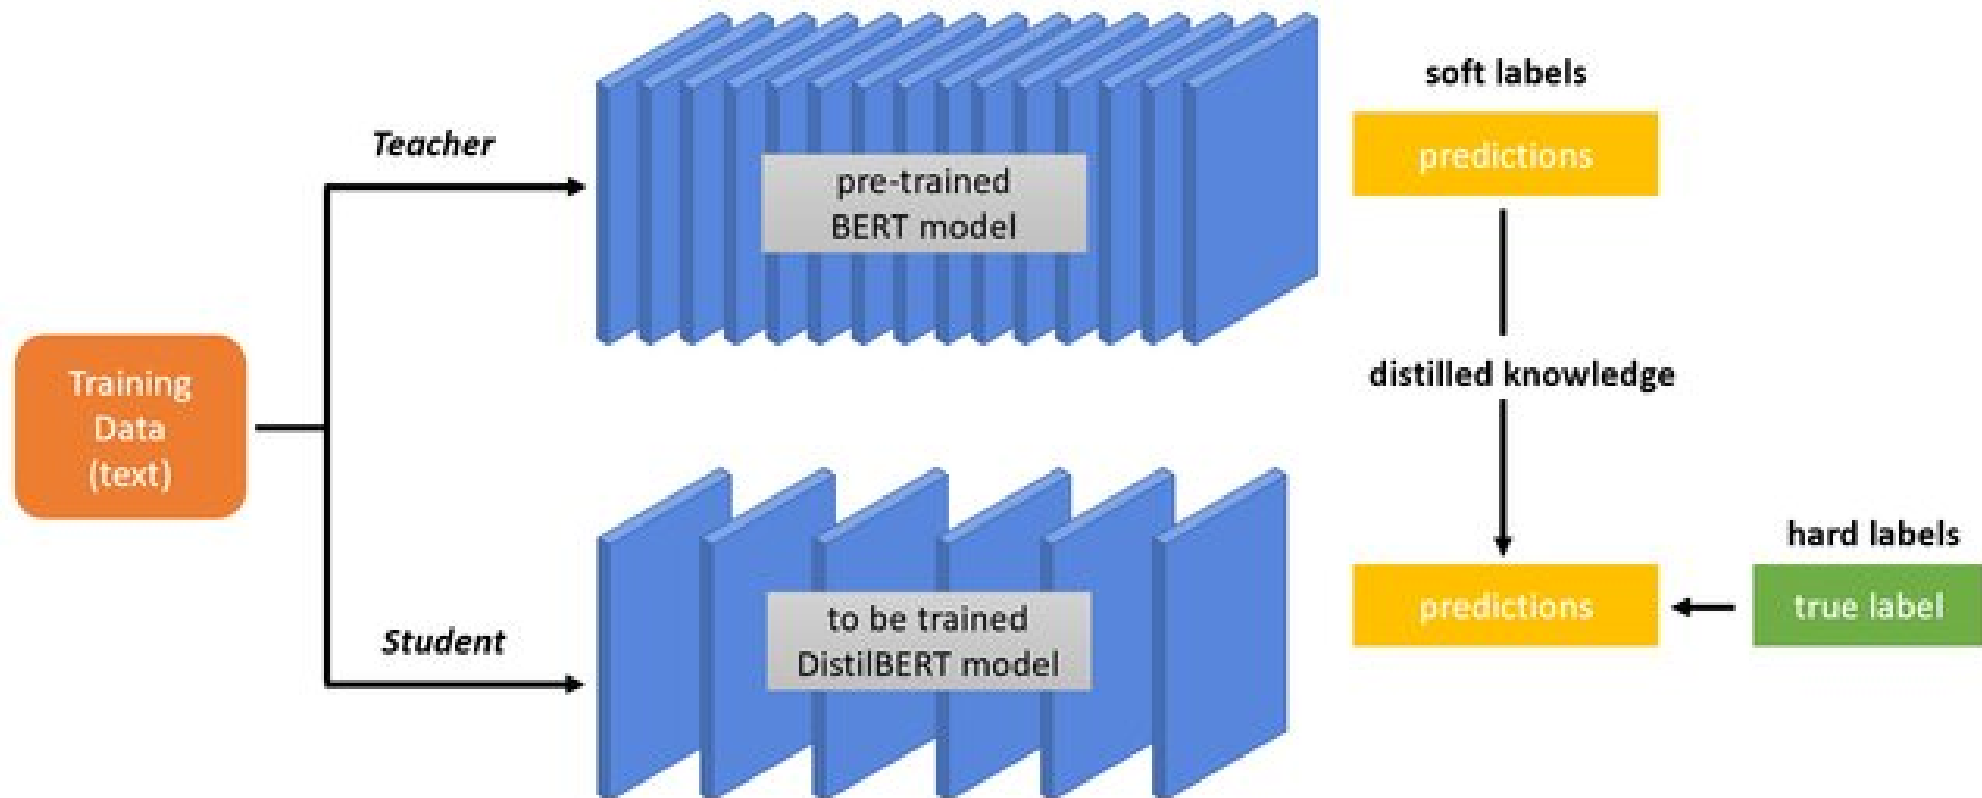 Training
Data
(text)
Teacher
pre-trained
BERT model
soft labels
predictions
distilled knowledge
Student
to be trained
DistilBERT model
predictions
hard labels
true label